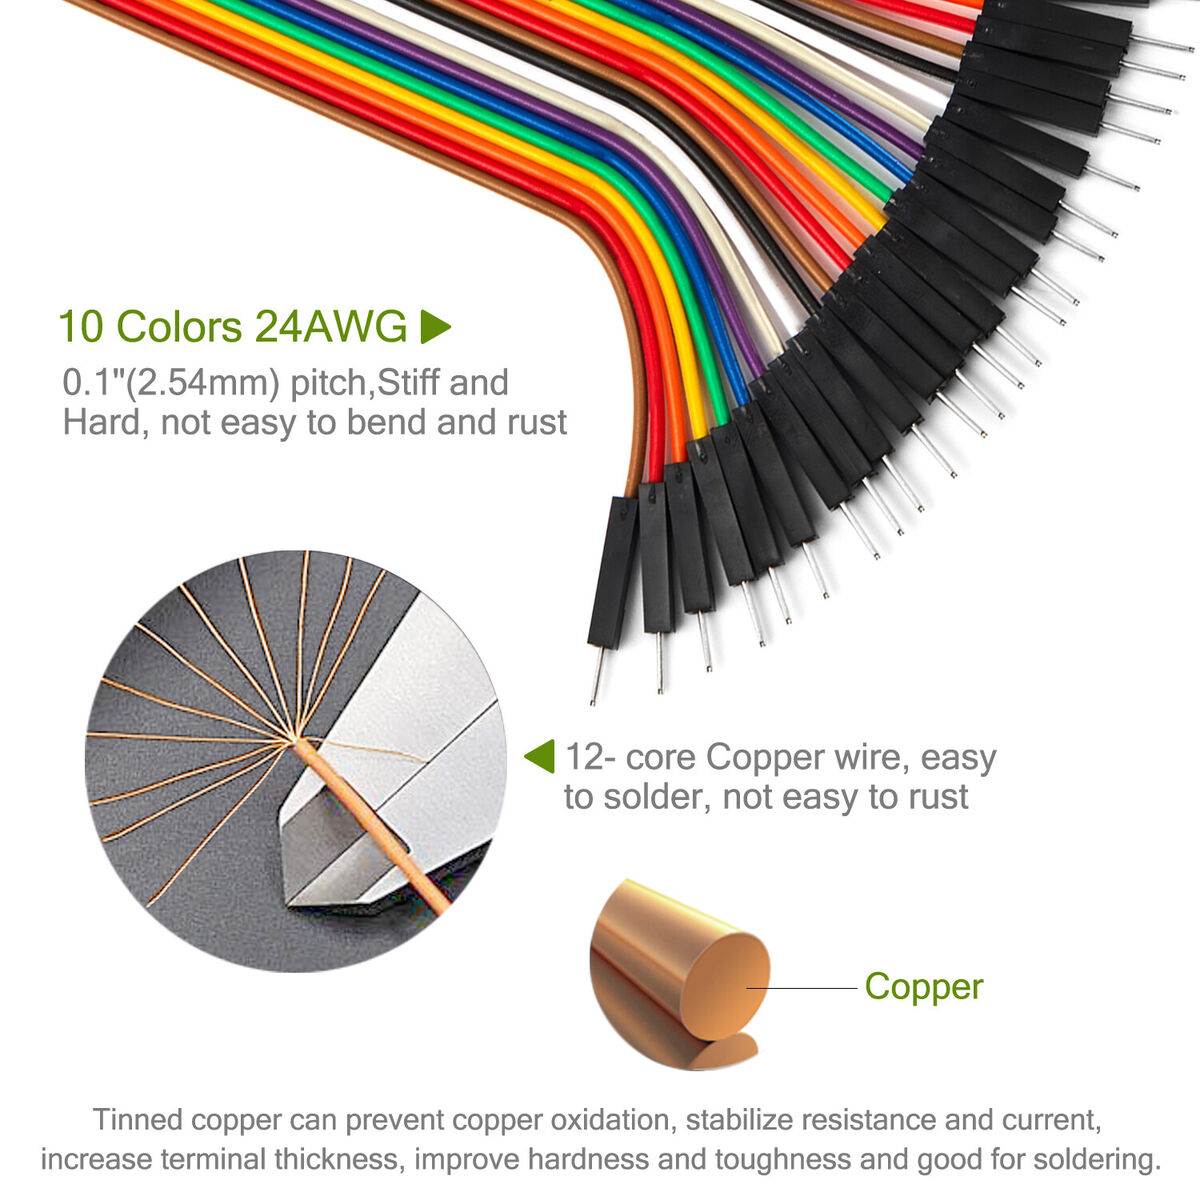 10 Colors 24AWG
0.1"(2.54mm) pitch,Stiff and
Hard, not easy to bend and rust
12- core Copper wire, easy
to solder, not easy to rust
Copper
Tinned copper can prevent copper oxidation, stabilize resistance and current,
increase terminal thickness, improve hardness and toughness and good for soldering.